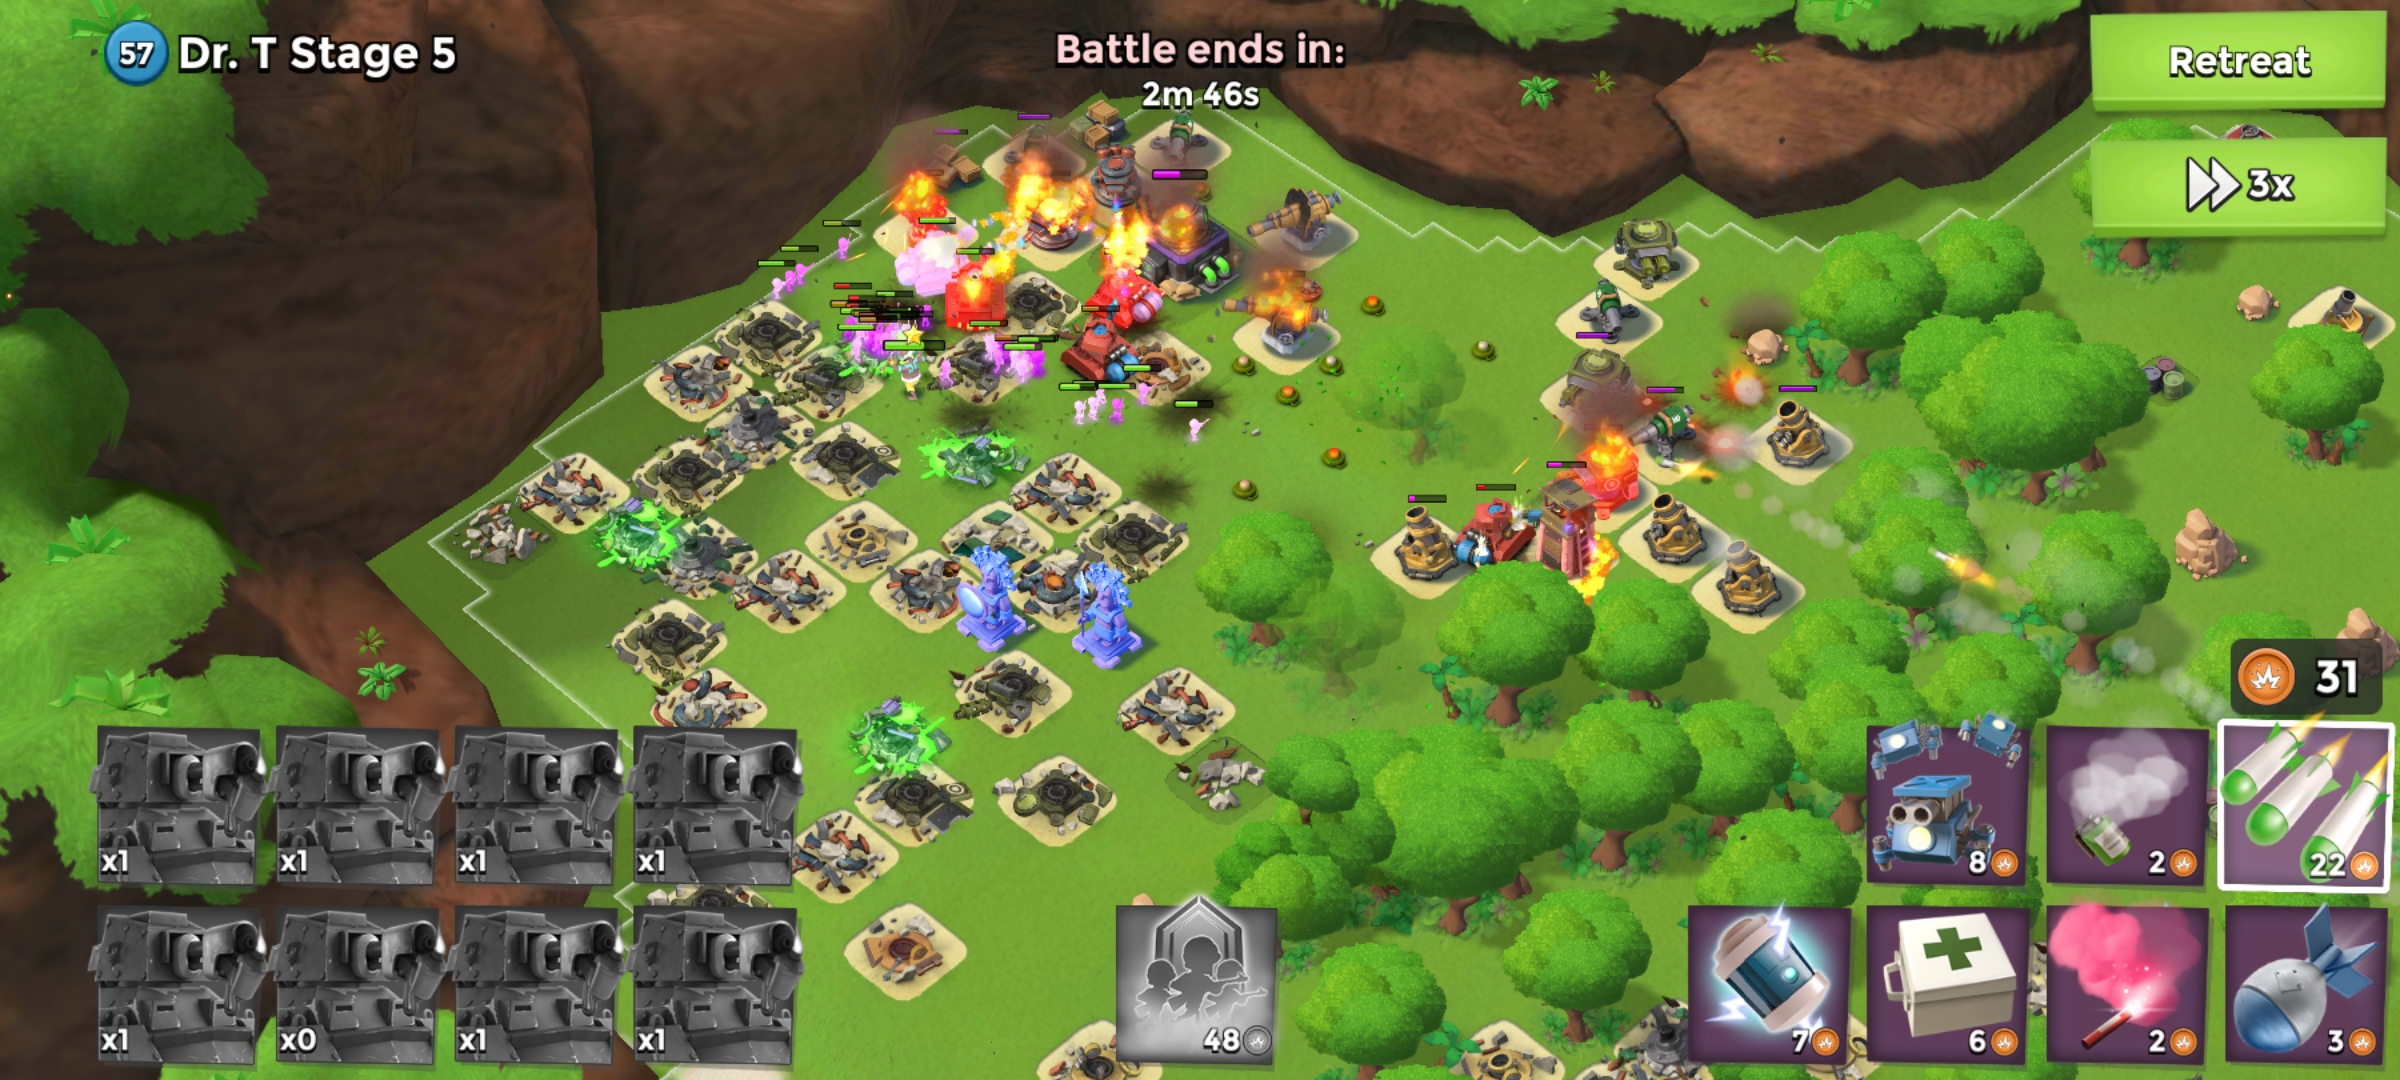 57 Dr. T Stage 5
Battle ends in:
2m 46s
Retreat
3x
31
x1
x1
x1
x1
8
2
22
x1
x0
x1
x1
48
7
6
2
3